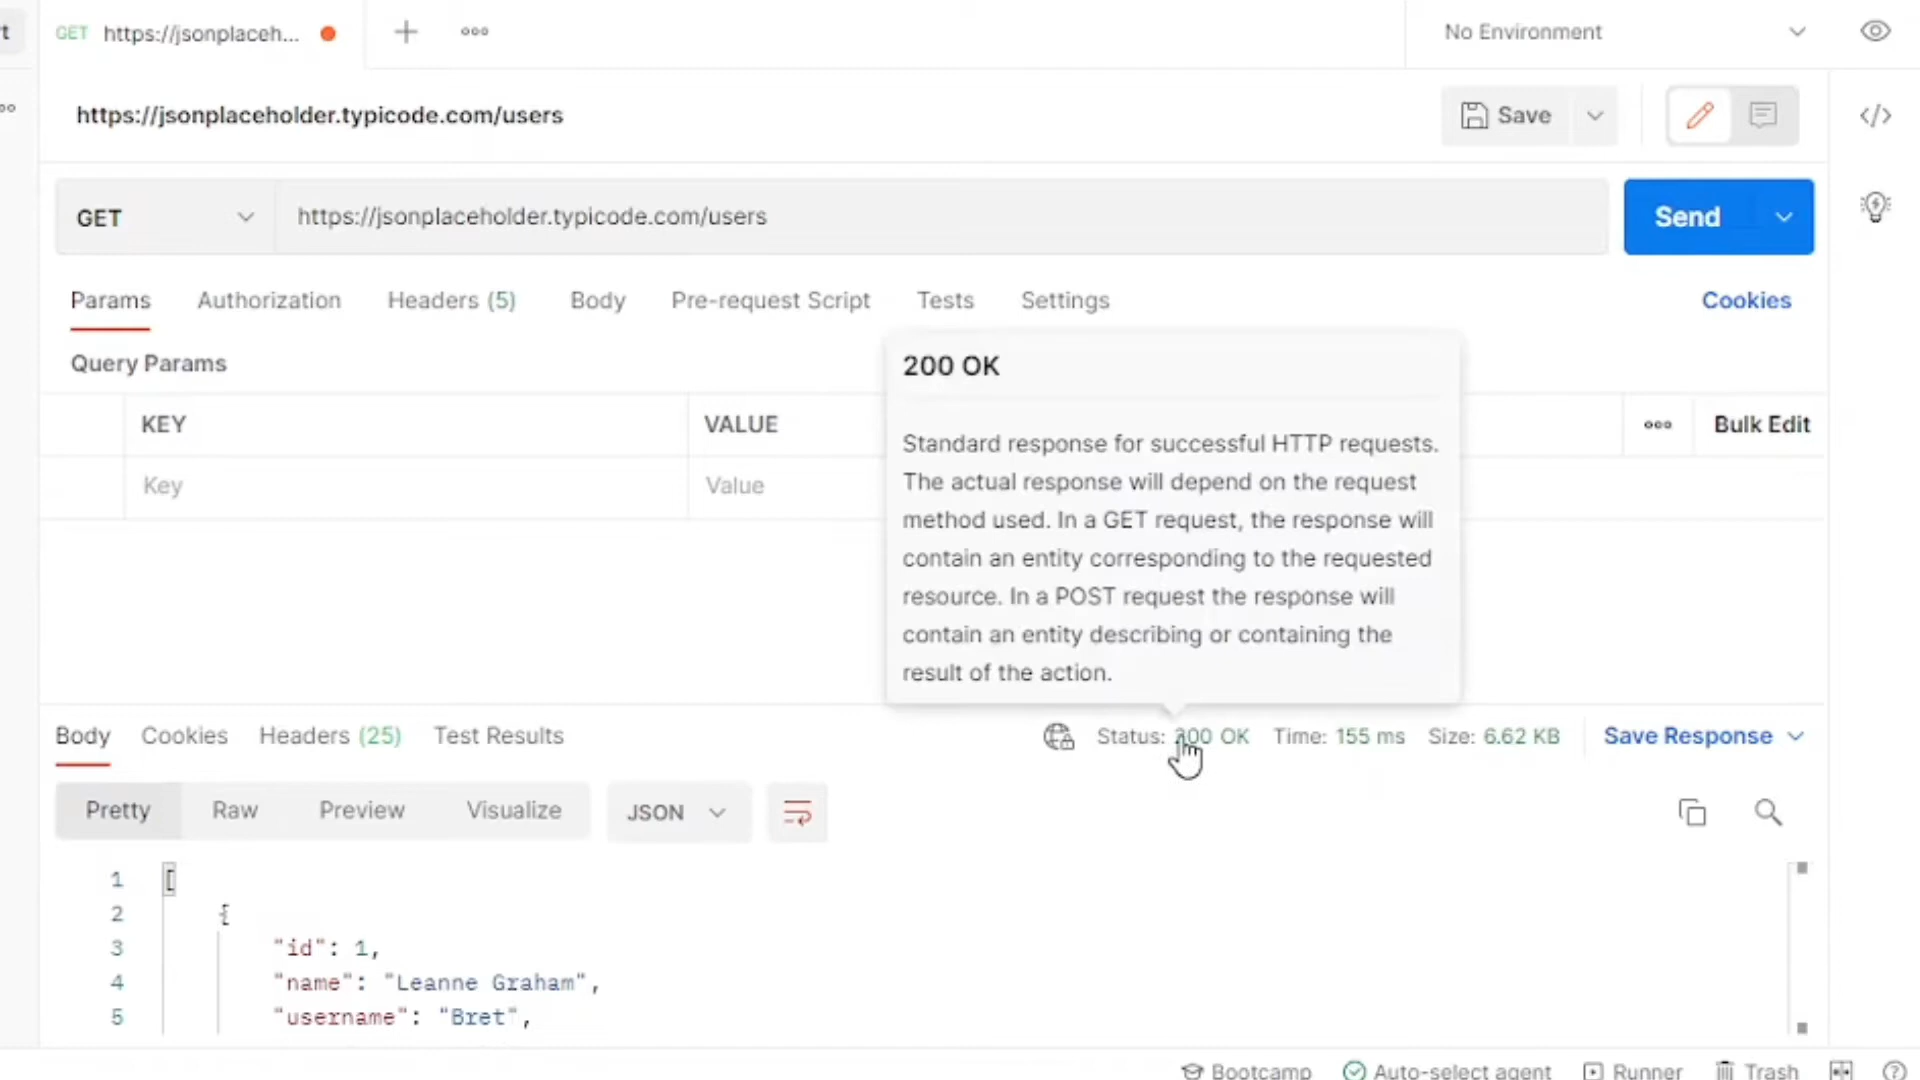 t
GET https://jsonplaceh...
No Environment
https://jsonplaceholder.typicode.com/users
Save
</>
GET https://jsonplaceholder.typicode.com/users
Send
Params Authorization Headers (5) Body Pre-request Script Tests Settings Cookies
Query Params
KEY VALUE Bulk Edit
Key Value
200 OK
Standard response for successful HTTP requests.
The actual response will depend on the request
method used. In a GET request, the response will
contain an entity corresponding to the requested
resource. In a POST request the response will
contain an entity describing or containing the
result of the action.
Body Cookies Headers (25) Test Results Status: 200 OK Time: 155 ms Size: 6.62 KB Save Response
Pretty Raw Preview Visualize JSON
1 [
2 {
3 "id": 1,
4 "name": "Leanne Graham",
5 "username": "Bret",
Bootcamp Auto-select agent Runner Trash